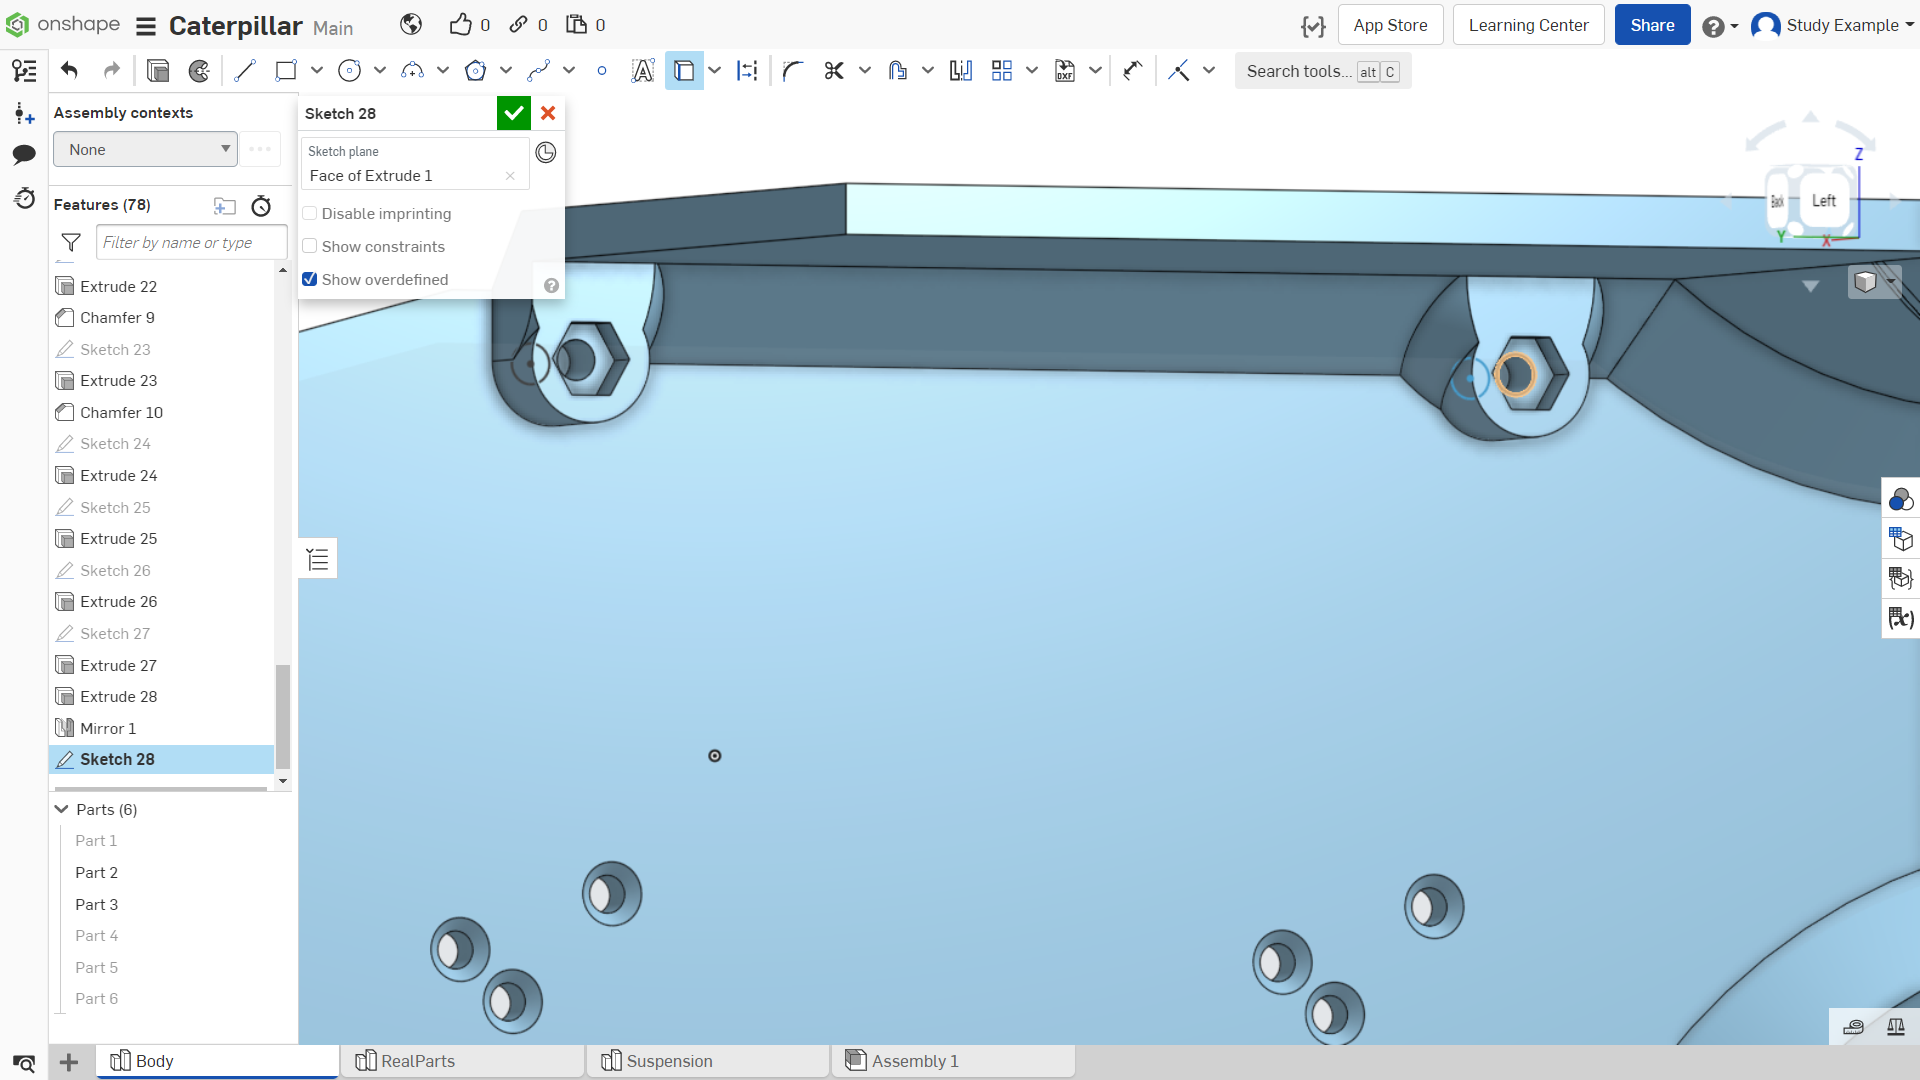 onshape
Caterpillar Main
0 0 0
App Store
Learning Center
Share
Study Example
Search tools... alt C
Assembly contexts
None
Features (78)
Filter by name or type
Extrude 22
Chamfer 9
Sketch 23
Extrude 23
Chamfer 10
Sketch 24
Extrude 24
Sketch 25
Extrude 25
Sketch 26
Extrude 26
Sketch 27
Extrude 27
Extrude 28
Mirror 1
Sketch 28
Parts (6)
Part 1
Part 2
Part 3
Part 4
Part 5
Part 6
Sketch 28
Sketch plane
Face of Extrude 1
Disable imprinting
Show constraints
Show overdefined
Z
Back
Left
Y
X
Body
RealParts
Suspension
Assembly 1